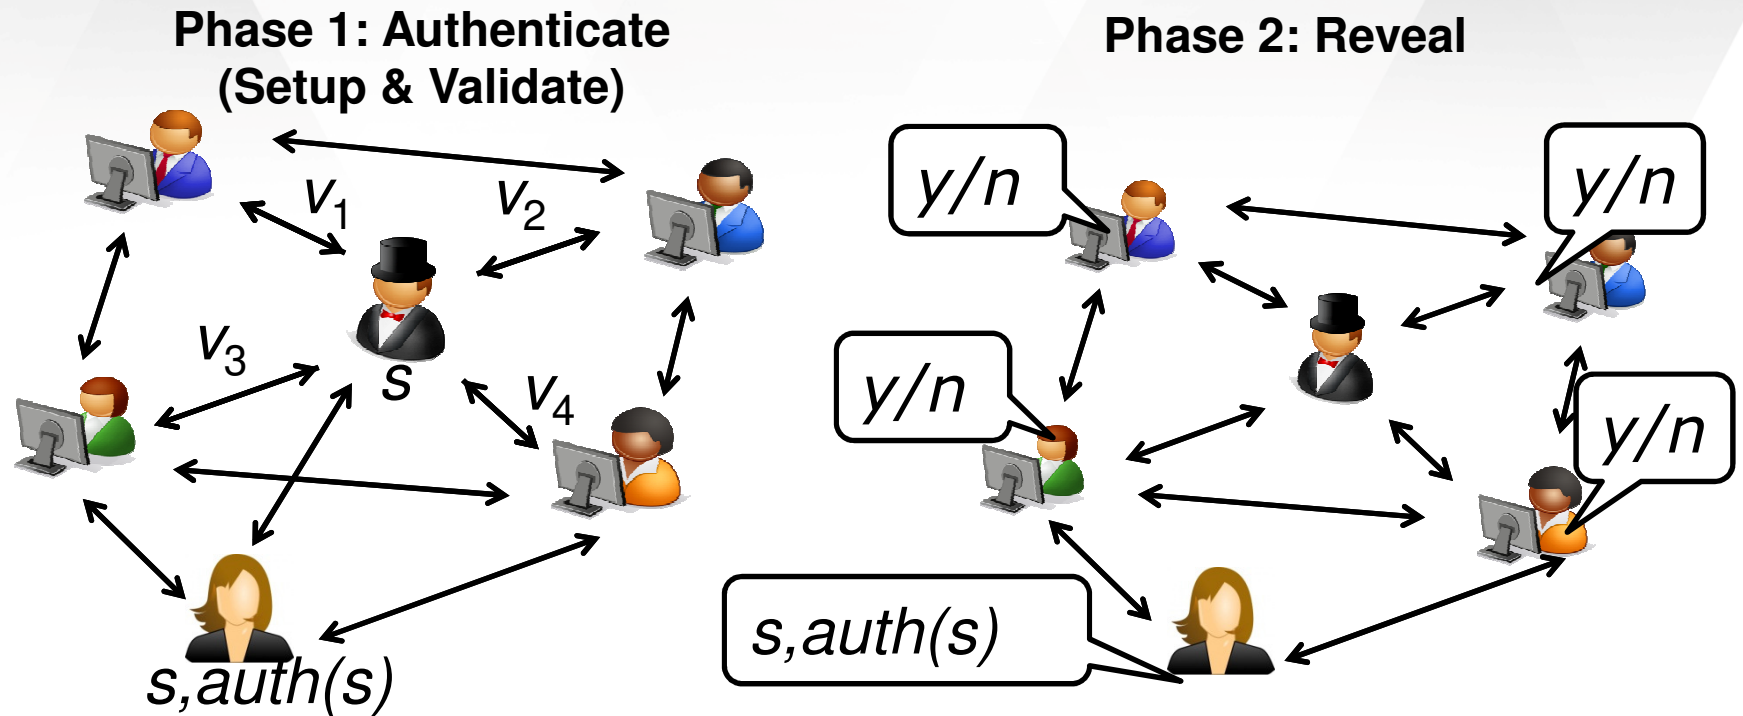 Phase 1: Authenticate
(Setup & Validate)
v1
v2
v3
s
v4
s,auth(s)
Phase 2: Reveal
y/n
y/n
y/n
y/n
s,auth(s)